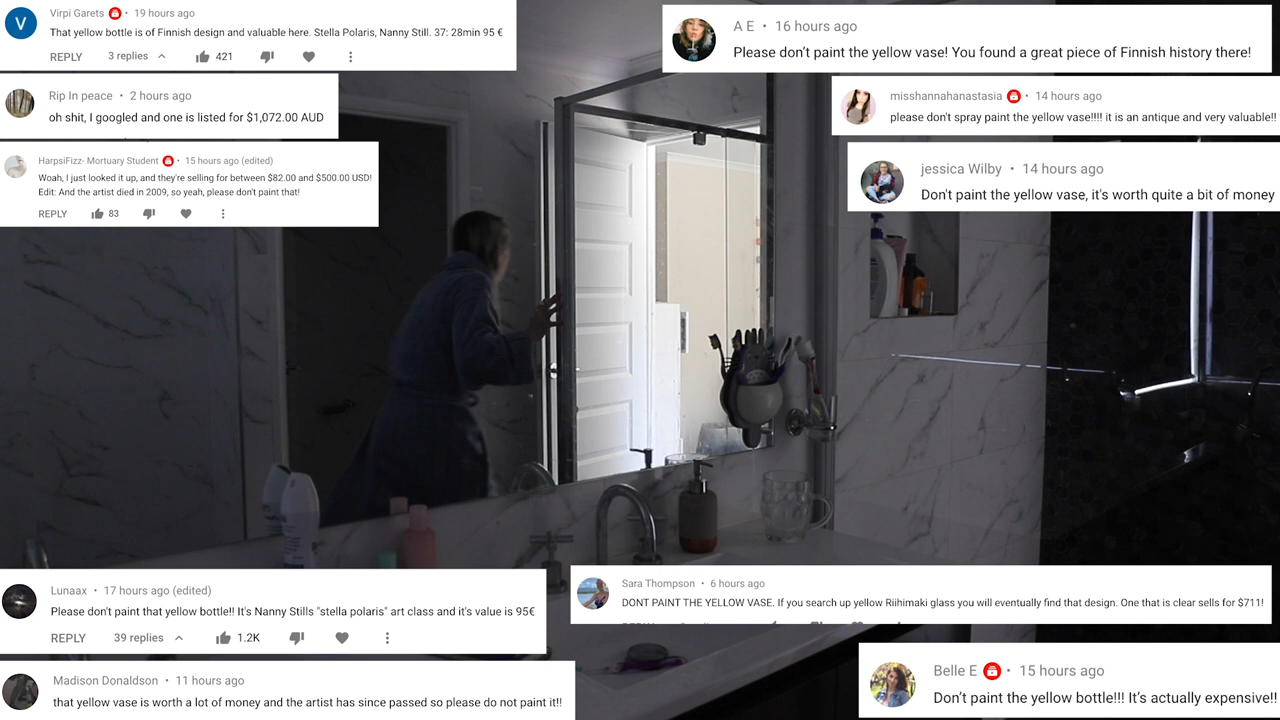 Virpi Garets • 19 hours ago
That yellow bottle is of Finnish design and valuable here. Stella Polaris, Nanny Still. 37: 28min 95 €
REPLY 3 replies 421
Rip In peace • 2 hours ago
oh shit, I googled and one is listed for $1,072.00 AUD
HarpsiFizz- Mortuary Student • 15 hours ago (edited)
Woah, I just looked it up, and they're selling for between $82.00 and $500.00 USD!
Edit: And the artist died in 2009, so yeah, please don't paint that!
REPLY 83
A E • 16 hours ago
Please don't paint the yellow vase! You found a great piece of Finnish history there!
misshannahanastasia • 14 hours ago
please don't spray paint the yellow vase!!!! it is an antique and very valuable!!
jessica Wilby • 14 hours ago
Don't paint the yellow vase, it's worth quite a bit of money
Lunaax • 17 hours ago (edited)
Please don't paint that yellow bottle!! It's Nanny Stills "stella polaris" art class and it's value is 95€
REPLY 39 replies 1.2K
Madison Donaldson • 11 hours ago
that yellow vase is worth a lot of money and the artist has since passed so please do not paint it!!
Sara Thompson • 6 hours ago
DONT PAINT THE YELLOW VASE. If you search up yellow Riihimaki glass you will eventually find that design. One that is clear sells for $711!
Belle E • 15 hours ago
Don't paint the yellow bottle!!! It's actually expensive!!